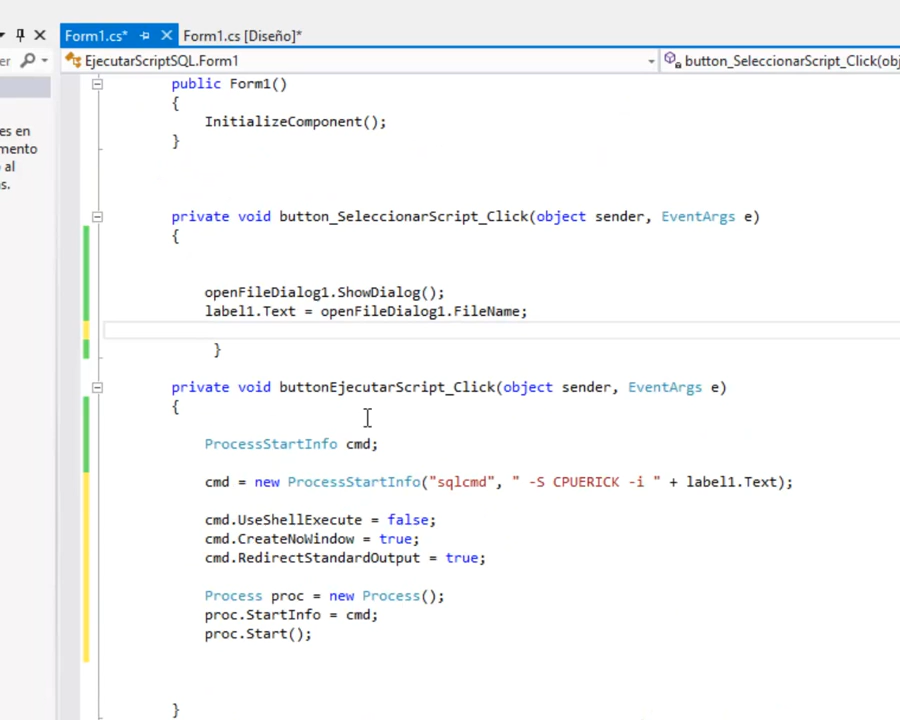 Form1.cs*
Form1.cs [Diseño]*
er
EjecutarScriptSQL.Form1
button_SeleccionarScript_Click(obj
es en
mento
al
s.
public Form1()
{
InitializeComponent();
}
private void button_SeleccionarScript_Click(object sender, EventArgs e)
{
openFileDialog1.ShowDialog();
label1.Text = openFileDialog1.FileName;
}
private void buttonEjecutarScript_Click(object sender, EventArgs e)
{
ProcessStartInfo cmd;
cmd = new ProcessStartInfo("sqlcmd", " -S CPUERICK -i " + label1.Text);
cmd.UseShellExecute = false;
cmd.CreateNoWindow = true;
cmd.RedirectStandardOutput = true;
Process proc = new Process();
proc.StartInfo = cmd;
proc.Start();
}